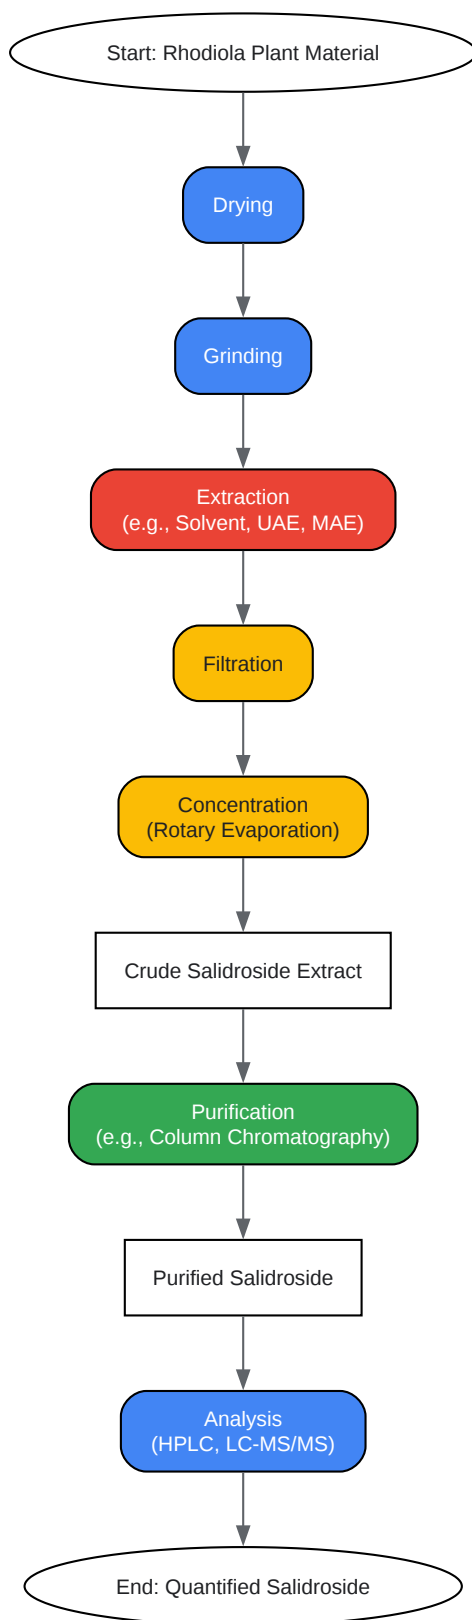 Start: Rhodiola Plant Material
Drying
Grinding
Extraction
(e.g., Solvent, UAE, MAE)
Filtration
Concentration
(Rotary Evaporation)
Crude Salidroside Extract
Purification
(e.g., Column Chromatography)
Purified Salidroside
Analysis
(HPLC, LC-MS/MS)
End: Quantified Salidroside